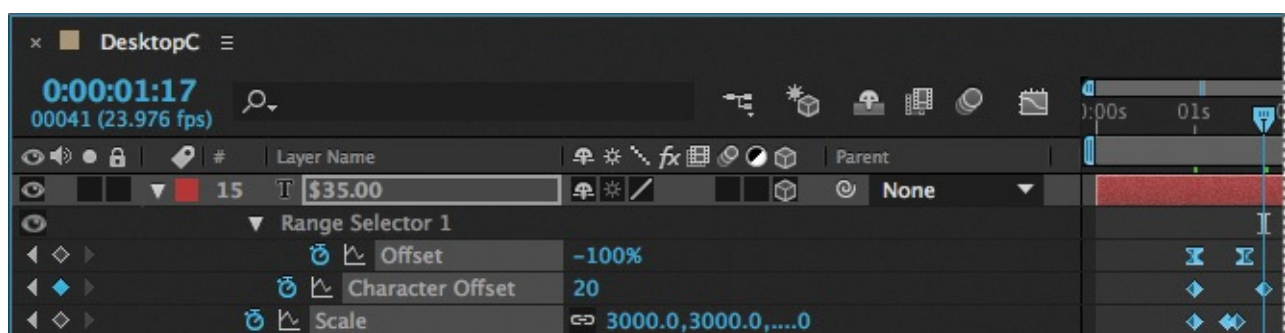 × DesktopC ≡
0:00:01:17
00041 (23.976 fps)
):00s 01s
# Layer Name fx Parent
15 T $35.00 None
Range Selector 1
Offset -100%
Character Offset 20
Scale 3000.0,3000.0,....0